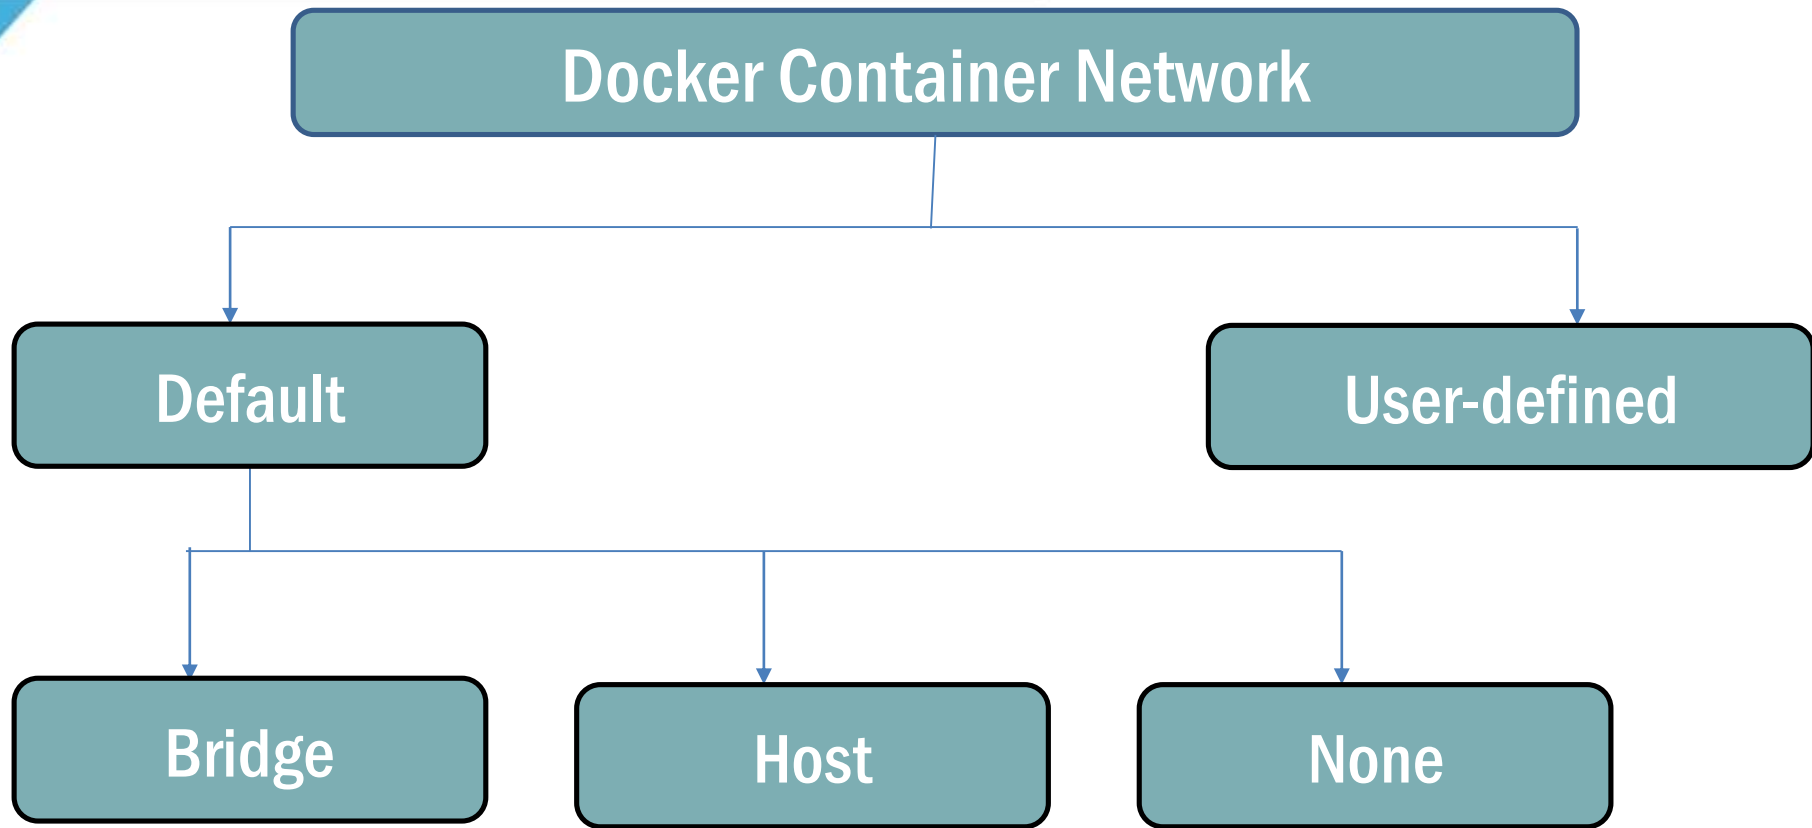 Docker Container Network
Default
User-defined
Bridge
Host
None